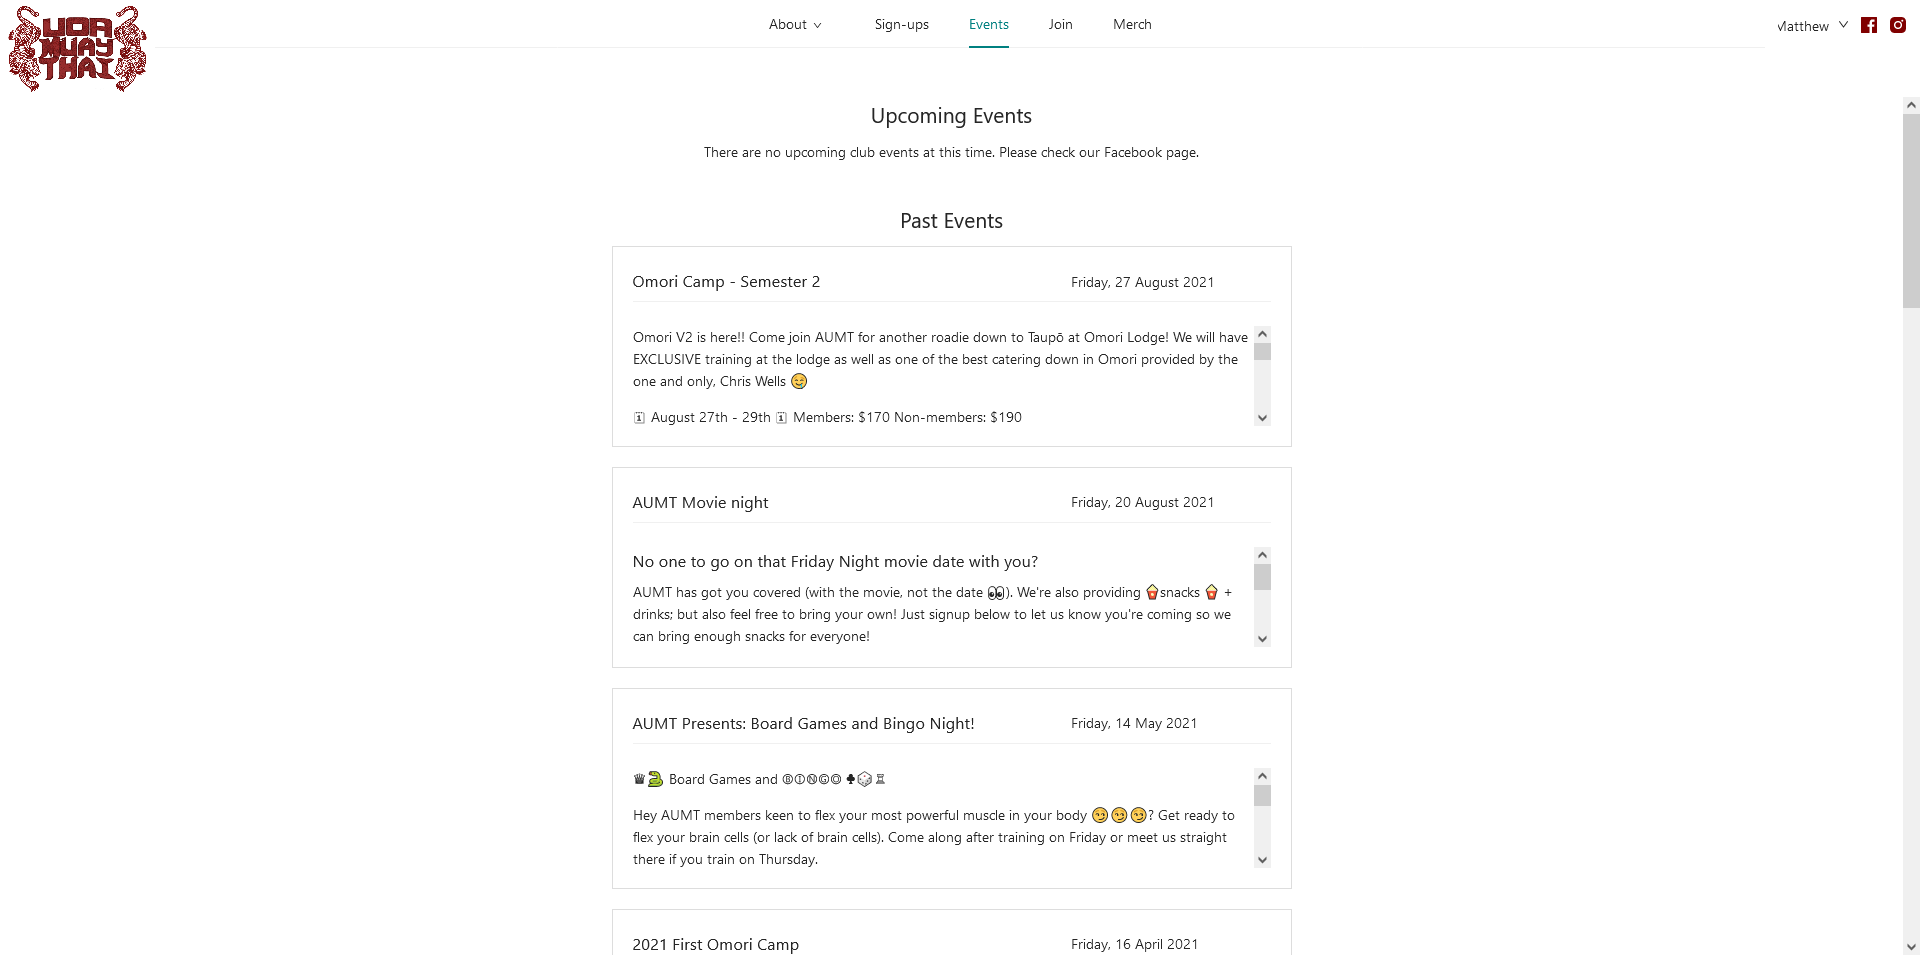 UOA
MUAY
THAI
About
Sign-ups
Events
Join
Merch
Matthew
Upcoming Events
There are no upcoming club events at this time. Please check our Facebook page.
Past Events
Omori Camp - Semester 2
Friday, 27 August 2021
Omori V2 is here!! Come join AUMT for another roadie down to Taupō at Omori Lodge! We will have
EXCLUSIVE training at the lodge as well as one of the best catering down in Omori provided by the
one and only, Chris Wells 😊
🗓 August 27th - 29th 🗓 Members: $170 Non-members: $190
AUMT Movie night
Friday, 20 August 2021
No one to go on that Friday Night movie date with you?
AUMT has got you covered (with the movie, not the date 👀). We're also providing 🍿snacks 🍿 +
drinks; but also feel free to bring your own! Just signup below to let us know you're coming so we
can bring enough snacks for everyone!
AUMT Presents: Board Games and Bingo Night!
Friday, 14 May 2021
♛🐍 Board Games and ⒷⒾⓃⒼⓄ ♣🎲♖
Hey AUMT members keen to flex your most powerful muscle in your body 😏😏😏? Get ready to
flex your brain cells (or lack of brain cells). Come along after training on Friday or meet us straight
there if you train on Thursday.
2021 First Omori Camp
Friday, 16 April 2021